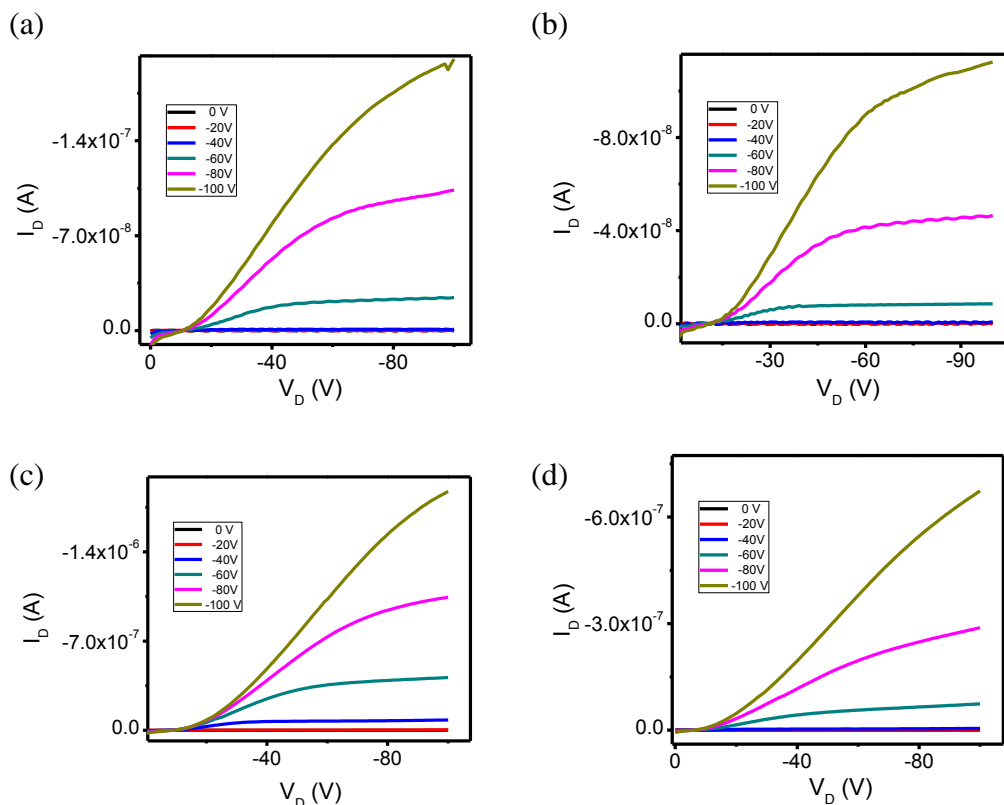 (a)
I_D (A)
-1.4x10^-7
-7.0x10^-8
0.0
0 V
-20V
-40V
-60V
-80V
-100 V
0
-40
-80
V_D (V)
(b)
I_D (A)
-8.0x10^-8
-4.0x10^-8
0.0
0 V
-20V
-40V
-60V
-80V
-100 V
-30
-60
-90
V_D (V)
(c)
I_D (A)
-1.4x10^-6
-7.0x10^-7
0.0
0 V
-20V
-40V
-60V
-80V
-100 V
-40
-80
V_D (V)
(d)
I_D (A)
-6.0x10^-7
-3.0x10^-7
0.0
0 V
-20V
-40V
-60V
-80V
-100 V
0
-40
-80
V_D (V)